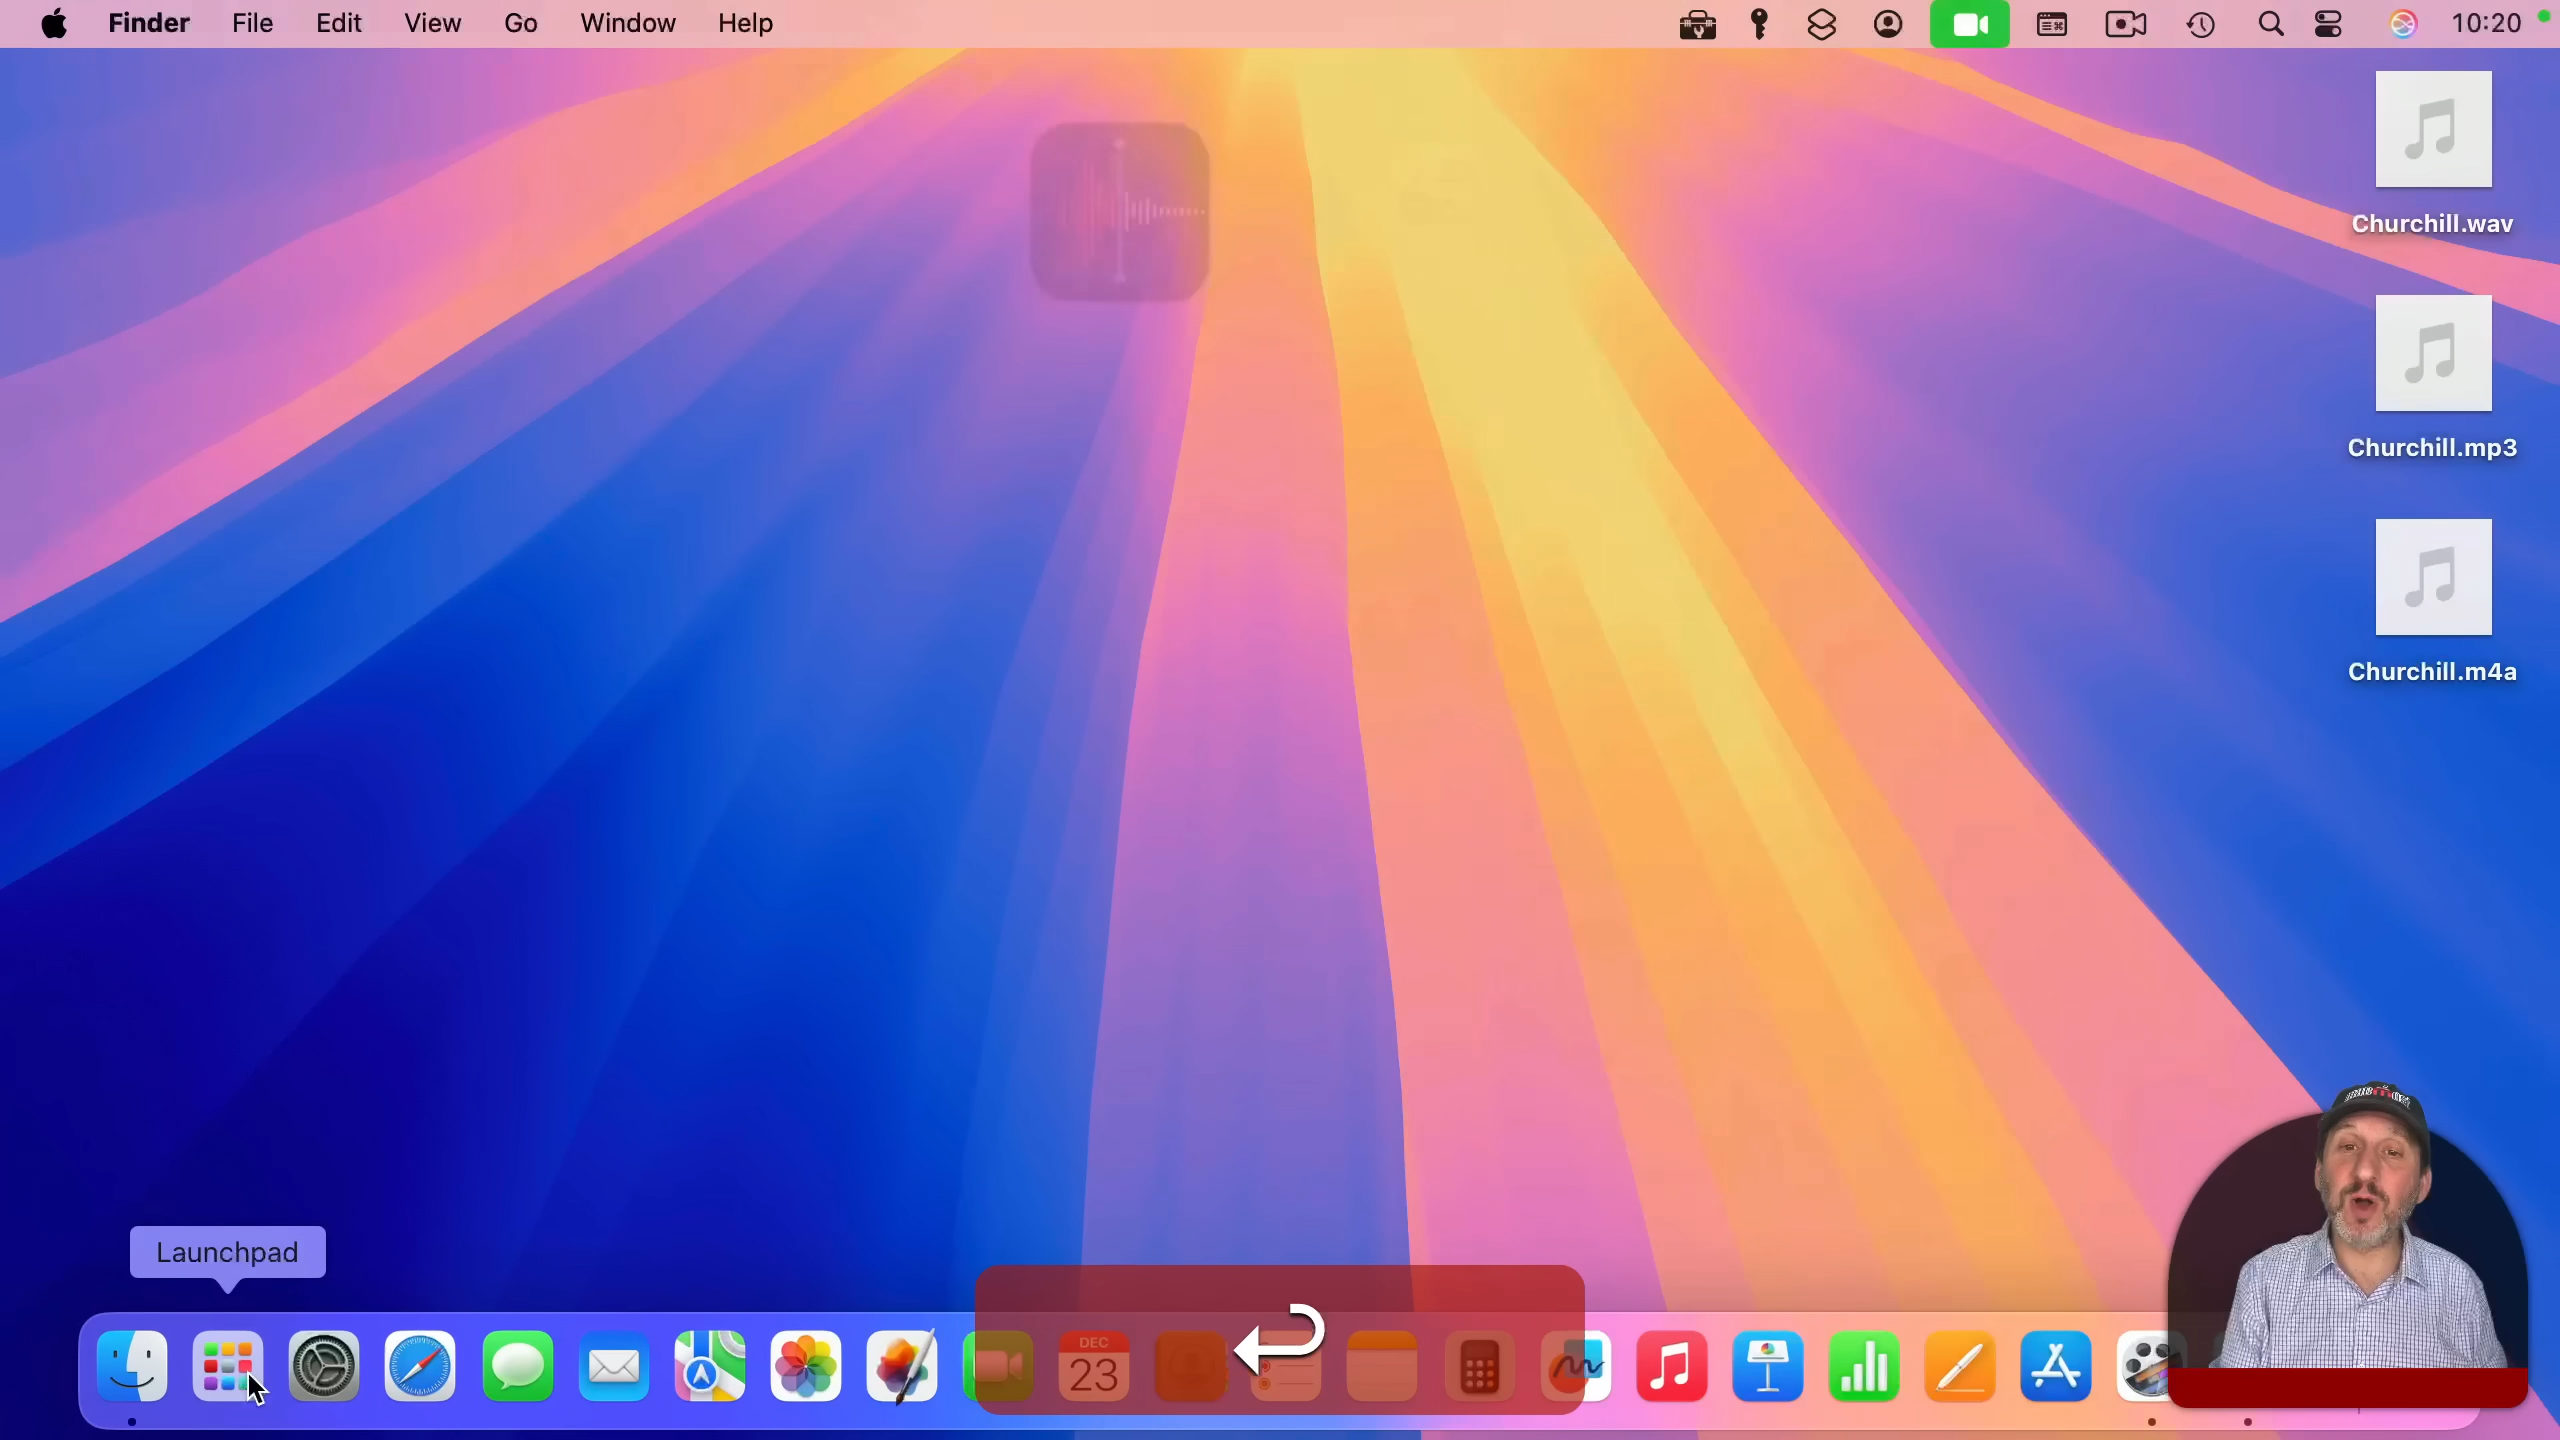 Finder File Edit View Go Window Help 10:20
Churchill.wav
Churchill.mp3
Churchill.m4a
Launchpad
DEC
23